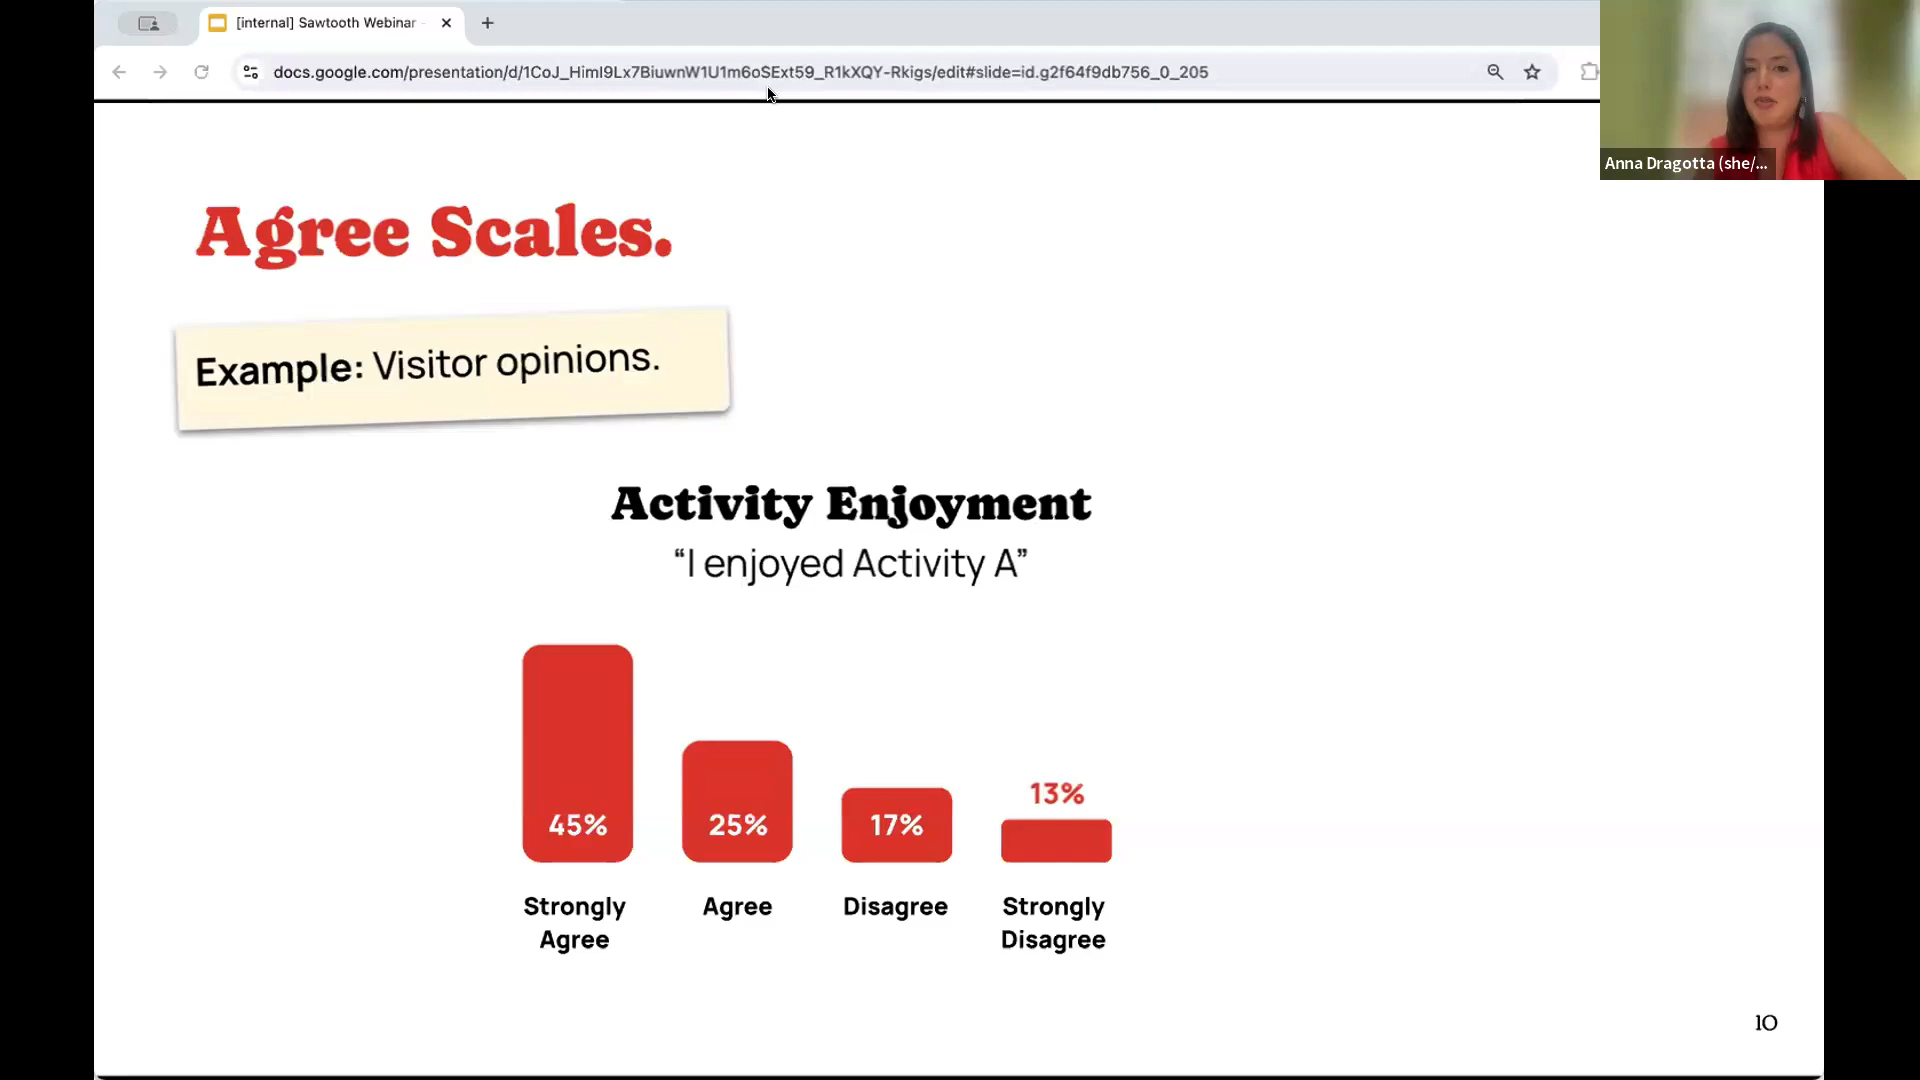 [internal] Sawtooth Webinar
docs.google.com/presentation/d/1CoJ_HimI9Lx7BiuwnW1U1m6oSExt59_R1kXQY-Rkigs/edit#slide=id.g2f64f9db756_0_205
Anna Dragotta (she/...
Agree Scales.
Example: Visitor opinions.
Activity Enjoyment
“I enjoyed Activity A”
45%
25%
17%
13%
Strongly Agree
Agree
Disagree
Strongly Disagree
10